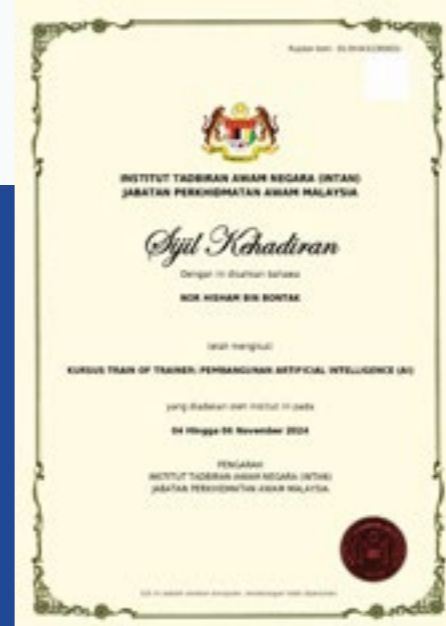 INSTITUT TADBIRAN AWAM NEGARA (INTAN)
JABATAN PERKHIDMATAN AWAM MALAYSIA
Sijil Kehadiran
Dengan ini disahkan bahawa
NOR HISHAM BIN BONTAK
telah mengikuti
KURSUS TRAIN OF TRAINER: PEMBANGUNAN ARTIFICIAL INTELLIGENCE (AI)
yang diadakan oleh institut ini pada
04 Hingga 06 November 2024
PENGARAH
INSTITUT TADBIRAN AWAM NEGARA (INTAN)
JABATAN PERKHIDMATAN AWAM MALAYSIA